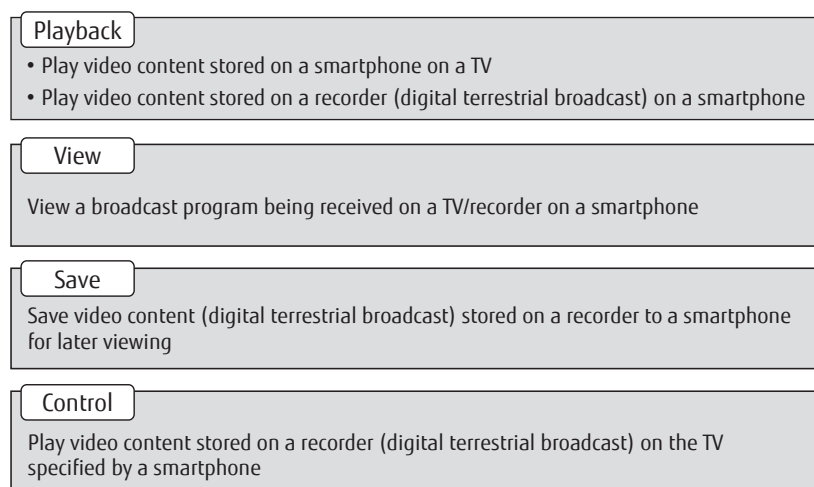 Playback
• Play video content stored on a smartphone on a TV
• Play video content stored on a recorder (digital terrestrial broadcast) on a smartphone
View
View a broadcast program being received on a TV/recorder on a smartphone
Save
Save video content (digital terrestrial broadcast) stored on a recorder to a smartphone
for later viewing
Control
Play video content stored on a recorder (digital terrestrial broadcast) on the TV
specified by a smartphone